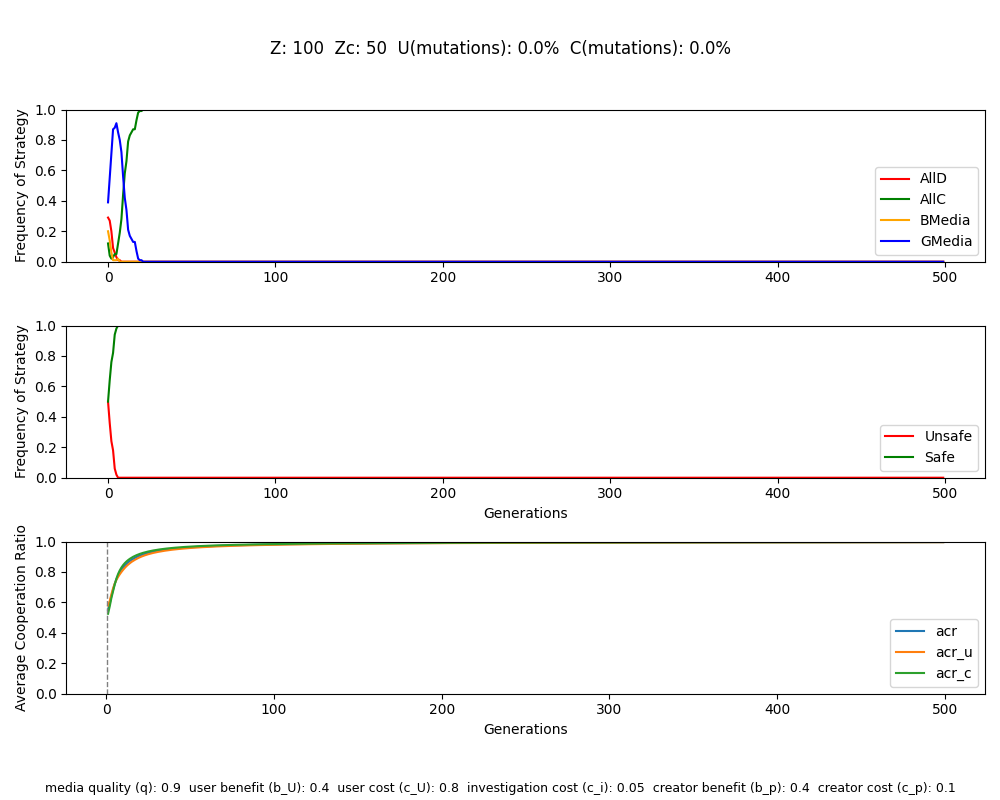 Z: 100  Zc: 50  U(mutations): 0.0%  C(mutations): 0.0%
Frequency of Strategy
1.0
0.8
0.6
0.4
0.2
0.0
AllD
AllC
BMedia
GMedia
0 100 200 300 400 500
Frequency of Strategy
1.0
0.8
0.6
0.4
0.2
0.0
Unsafe
Safe
0 100 200 300 400 500
Generations
Average Cooperation Ratio
1.0
0.8
0.6
0.4
0.2
0.0
acr
acr_u
acr_c
0 100 200 300 400 500
Generations
media quality (q): 0.9  user benefit (b_U): 0.4  user cost (c_U): 0.8  investigation cost (c_i): 0.05  creator benefit (b_p): 0.4  creator cost (c_p): 0.1